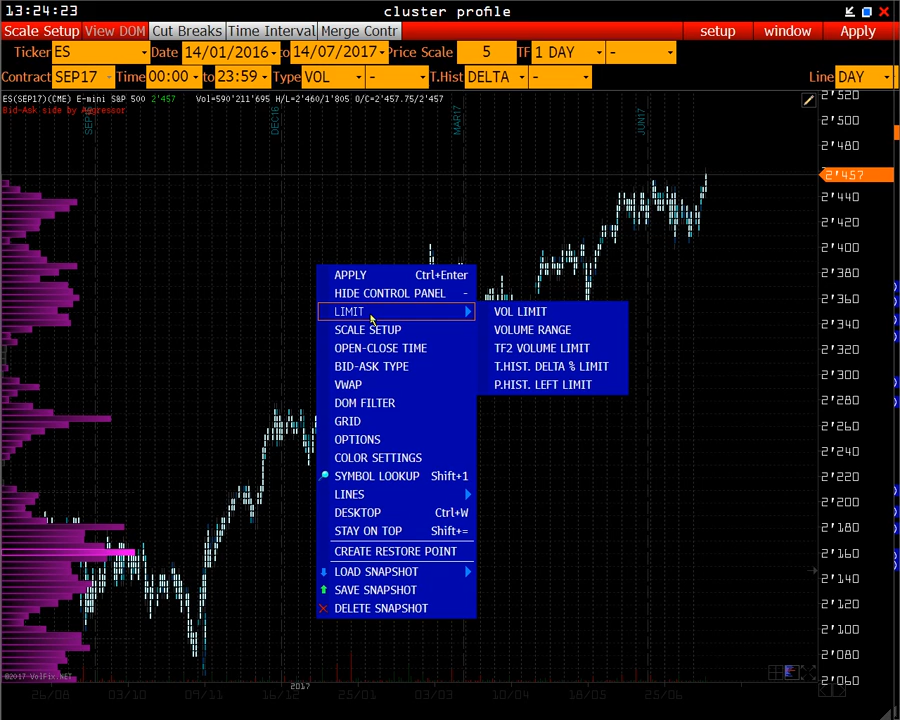 13:24:23 cluster profile
Scale Setup View DOM Cut Breaks Time Interval Merge Contr setup window Apply
Ticker ES Date 14/01/2016 to 14/07/2017 Price Scale 5 TF 1 DAY -
Contract SEP17 Time 00:00 to 23:59 Type VOL - T.Hist DELTA - Line DAY
ES(SEP17)(CME) E-mini S&P 500 2'457 Vol=590'211'695 H/L=2'460/1'805 O/C=2'457.75/2'457
Bid-Ask side by Aggressor
DEC16
MAR17
JUN17
2'520
2'500
2'480
2'457
2'440
2'420
2'400
2'380
2'360
2'340
2'320
2'300
2'280
2'260
2'240
2'220
2'200
2'180
2'160
2'140
2'120
2'100
2'080
2'060
APPLY Ctrl+Enter
HIDE CONTROL PANEL -
LIMIT
SCALE SETUP
OPEN-CLOSE TIME
BID-ASK TYPE
VWAP
DOM FILTER
GRID
OPTIONS
COLOR SETTINGS
SYMBOL LOOKUP Shift+1
LINES
DESKTOP Ctrl+W
STAY ON TOP Shift+=
CREATE RESTORE POINT
LOAD SNAPSHOT
SAVE SNAPSHOT
DELETE SNAPSHOT
VOL LIMIT
VOLUME RANGE
TF2 VOLUME LIMIT
T.HIST. DELTA % LIMIT
P.HIST. LEFT LIMIT
©2017 VolFix.NET
26/08 03/10 09/11 16/12 2017 25/01 03/03 10/04 18/05 25/06